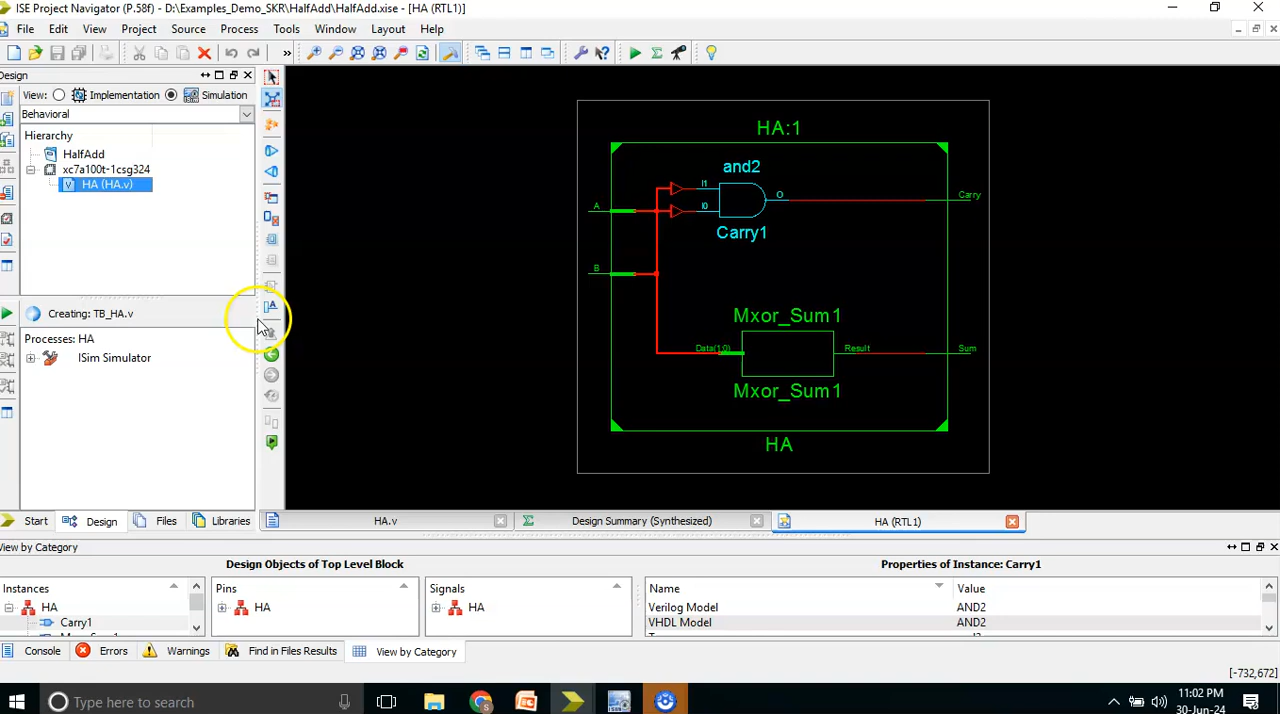 ISE Project Navigator (P.58f) - D:\Examples_Demo_SKR\HalfAdd\HalfAdd.xise - [HA (RTL1)]
File Edit View Project Source Process Tools Window Layout Help
»
Design
View: Implementation Simulation
Behavioral
Hierarchy
HalfAdd
xc7a100t-1csg324
HA (HA.v)
Creating: TB_HA.v
Processes: HA
ISim Simulator
HA:1
and2
A
I1
I0
O
Carry
Carry1
B
Mxor_Sum1
Data(1:0)
Result
Sum
Mxor_Sum1
HA
Start Design Files Libraries
HA.v
Design Summary (Synthesized)
HA (RTL1)
View by Category
Design Objects of Top Level Block
Properties of Instance: Carry1
Instances
HA
Carry1
Pins
HA
Signals
HA
Name Value
Verilog Model AND2
VHDL Model AND2
Console Errors Warnings Find in Files Results View by Category
[-732,672]
Type here to search
11:02 PM
30-Jun-24